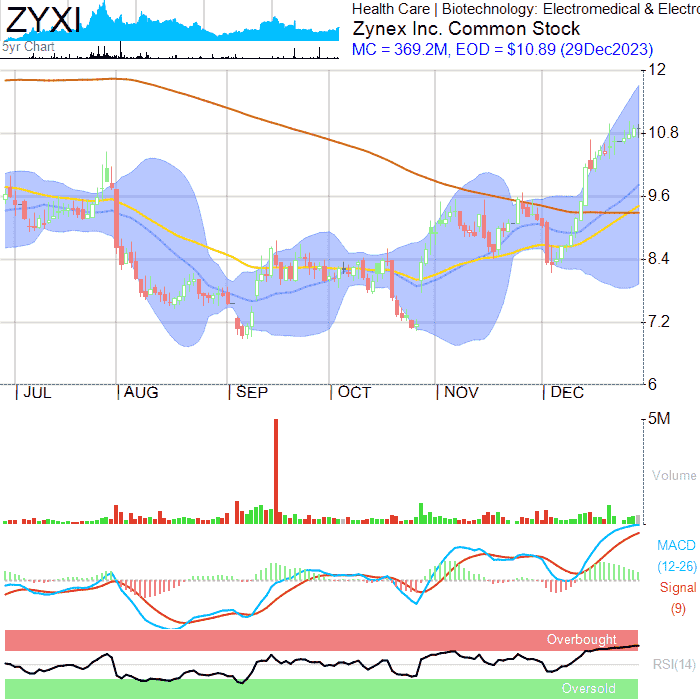 ZYXI
5yr Chart
Health Care | Biotechnology: Electromedical & Electro
Zynex Inc. Common Stock
MC = 369.2M, EOD = $10.89 (29Dec2023)
12
10.8
9.6
8.4
7.2
6
JUL AUG SEP OCT NOV DEC
5M
Volume
MACD
(12-26)
Signal
(9)
Overbought
RSI(14)
Oversold